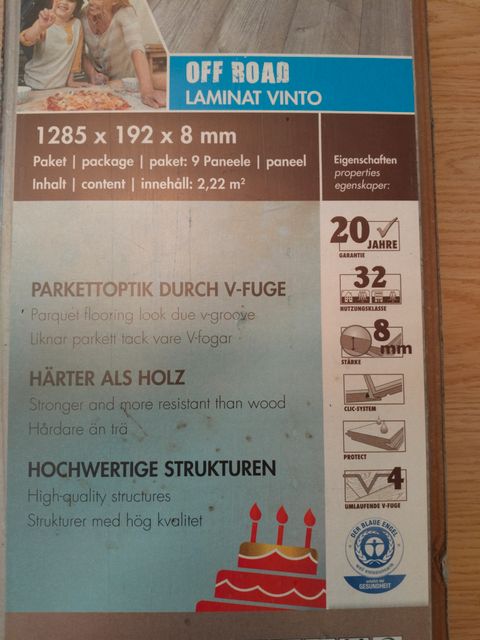 OFF ROAD
LAMINAT VINTO
1285 x 192 x 8 mm
Paket | package | paket: 9 Paneele | paneel
Inhalt | content | innehåll: 2,22 m²
Eigenschaften
properties
egenskaper:
20
JAHRE
GARANTIE
32
NUTZUNGSKLASSE
8
mm
STÄRKE
CLIC-SYSTEM
PROTECT
4
UMLAUFENDE V-FUGE
PARKETTOPTIK DURCH V-FUGE
Parquet flooring look due v-groove
Liknar parkett tack vare V-fogar
HÄRTER ALS HOLZ
Stronger and more resistant than wood
Hårdare än trä
HOCHWERTIGE STRUKTUREN
High-quality structures
Strukturer med hög kvalitet
DER BLAUE ENGEL
GESUNDHEIT